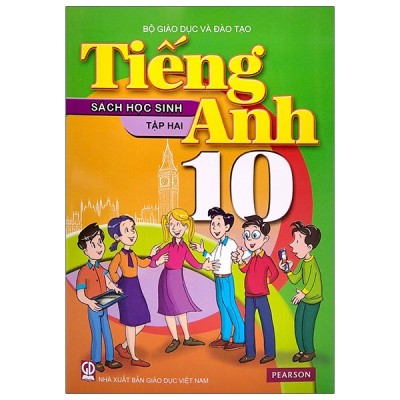 BỘ GIÁO DỤC VÀ ĐÀO TẠO
Tiếng
SÁCH HỌC SINH
TẬP HAI
Anh
10
GD
NHÀ XUẤT BẢN GIÁO DỤC VIỆT NAM
PEARSON